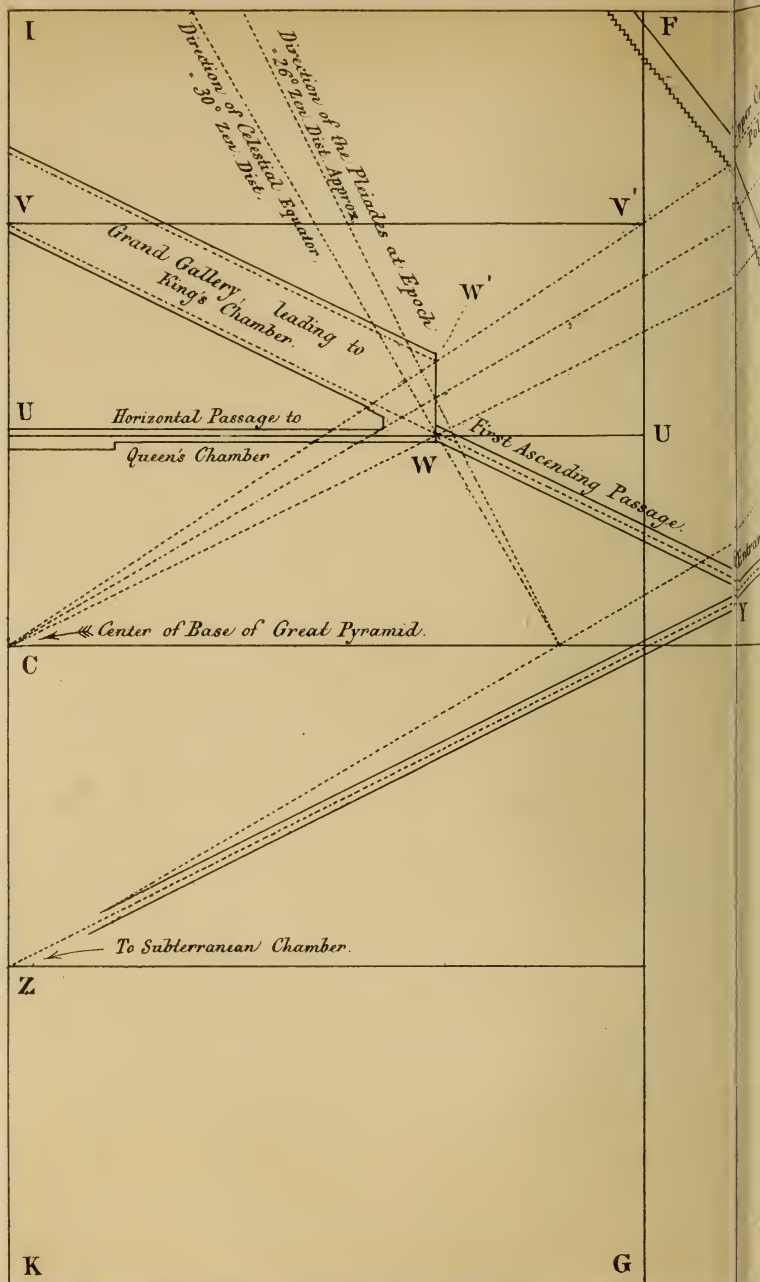 I
F
Direction of Celestial Equator.
= 30° Zen. Dist.
Direction of the Pleiades at Epoch
= 26° Zen Dist Approx.
V
V'
Grand Gallery, leading to
King's Chamber.
W'
U
Horizontal Passage to
U
Queen's Chamber
W
First Ascending Passage.
Center of Base of Great Pyramid.
Y
C
To Subterranean Chamber.
Z
K
G